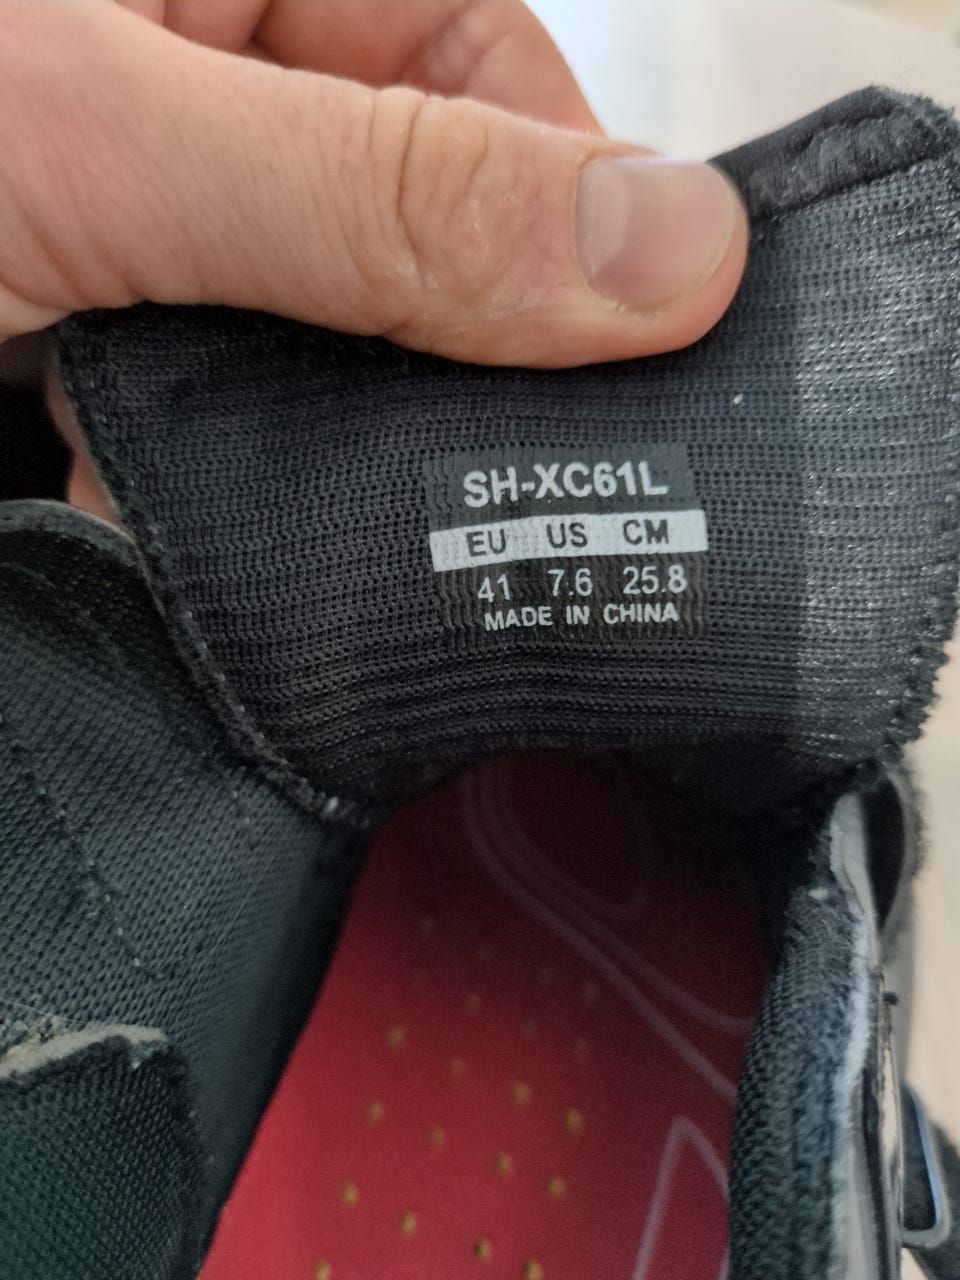 SH-XC61L
EU US CM
41 7.6 25.8
MADE IN CHINA